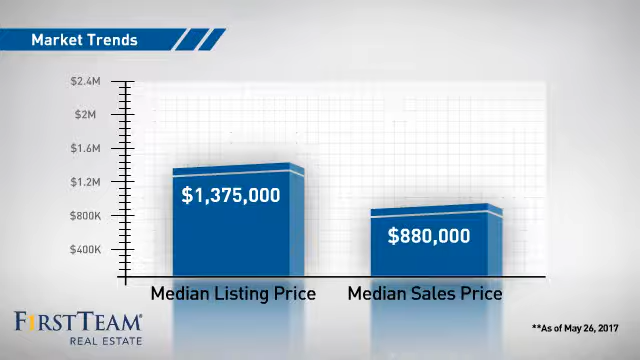 Market Trends
$2.4M
$2M
$1.6M
$1.2M
$800K
$400K
$1,375,000
$880,000
Median Listing Price
Median Sales Price
FIRSTTEAM®
REAL ESTATE
**As of May 26, 2017